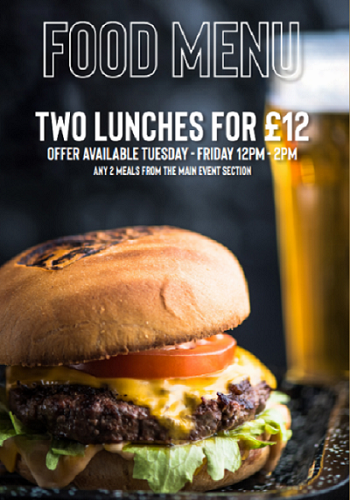 FOOD MENU
TWO LUNCHES FOR £12
OFFER AVAILABLE TUESDAY - FRIDAY 12PM - 2PM
ANY 2 MEALS FROM THE MAIN EVENT SECTION